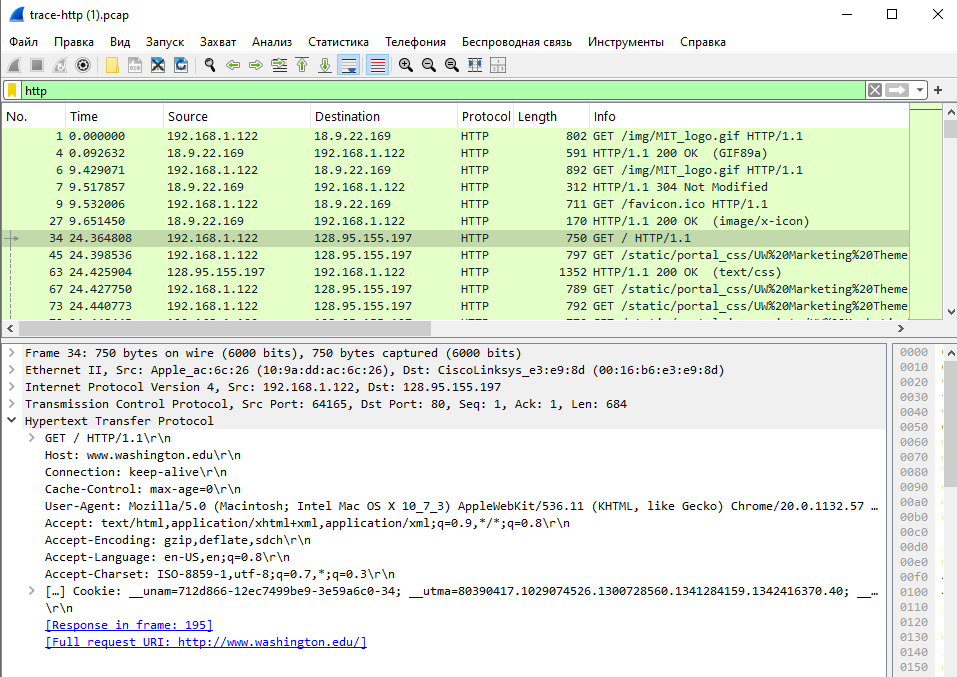 trace-http (1).pcap
Файл Правка Вид Запуск Захват Анализ Статистика Телефония Беспроводная связь Инструменты Справка
http
No. Time Source Destination Protocol Length Info
1 0.000000 192.168.1.122 18.9.22.169 HTTP 802 GET /img/MIT_logo.gif HTTP/1.1
4 0.092632 18.9.22.169 192.168.1.122 HTTP 591 HTTP/1.1 200 OK (GIF89a)
6 9.429071 192.168.1.122 18.9.22.169 HTTP 892 GET /img/MIT_logo.gif HTTP/1.1
7 9.517857 18.9.22.169 192.168.1.122 HTTP 312 HTTP/1.1 304 Not Modified
9 9.532006 192.168.1.122 18.9.22.169 HTTP 711 GET /favicon.ico HTTP/1.1
27 9.651450 18.9.22.169 192.168.1.122 HTTP 170 HTTP/1.1 200 OK (image/x-icon)
34 24.364808 192.168.1.122 128.95.155.197 HTTP 750 GET / HTTP/1.1
45 24.398536 192.168.1.122 128.95.155.197 HTTP 797 GET /static/portal_css/UW%20Marketing%20Theme
63 24.425904 128.95.155.197 192.168.1.122 HTTP 1352 HTTP/1.1 200 OK (text/css)
67 24.427750 192.168.1.122 128.95.155.197 HTTP 789 GET /static/portal_css/UW%20Marketing%20Theme
73 24.440773 192.168.1.122 128.95.155.197 HTTP 792 GET /static/portal_css/UW%20Marketing%20Theme
Frame 34: 750 bytes on wire (6000 bits), 750 bytes captured (6000 bits)
Ethernet II, Src: Apple_ac:6c:26 (10:9a:dd:ac:6c:26), Dst: CiscoLinksys_e3:e9:8d (00:16:b6:e3:e9:8d)
Internet Protocol Version 4, Src: 192.168.1.122, Dst: 128.95.155.197
Transmission Control Protocol, Src Port: 64165, Dst Port: 80, Seq: 1, Ack: 1, Len: 684
Hypertext Transfer Protocol
GET / HTTP/1.1\r\n
Host: www.washington.edu\r\n
Connection: keep-alive\r\n
Cache-Control: max-age=0\r\n
User-Agent: Mozilla/5.0 (Macintosh; Intel Mac OS X 10_7_3) AppleWebKit/536.11 (KHTML, like Gecko) Chrome/20.0.1132.57 …
Accept: text/html,application/xhtml+xml,application/xml;q=0.9,*/*;q=0.8\r\n
Accept-Encoding: gzip,deflate,sdch\r\n
Accept-Language: en-US,en;q=0.8\r\n
Accept-Charset: ISO-8859-1,utf-8;q=0.7,*;q=0.3\r\n
[…] Cookie: __unam=712d866-12ec7499be9-3e59a6c0-34; __utma=80390417.1029074526.1300728560.1341284159.1342416370.40; __…
\r\n
[Response in frame: 195]
[Full request URI: http://www.washington.edu/]
0000
0010
0020
0030
0040
0050
0060
0070
0080
0090
00a0
00b0
00c0
00d0
00e0
00f0
0100
0110
0120
0130
0140
0150